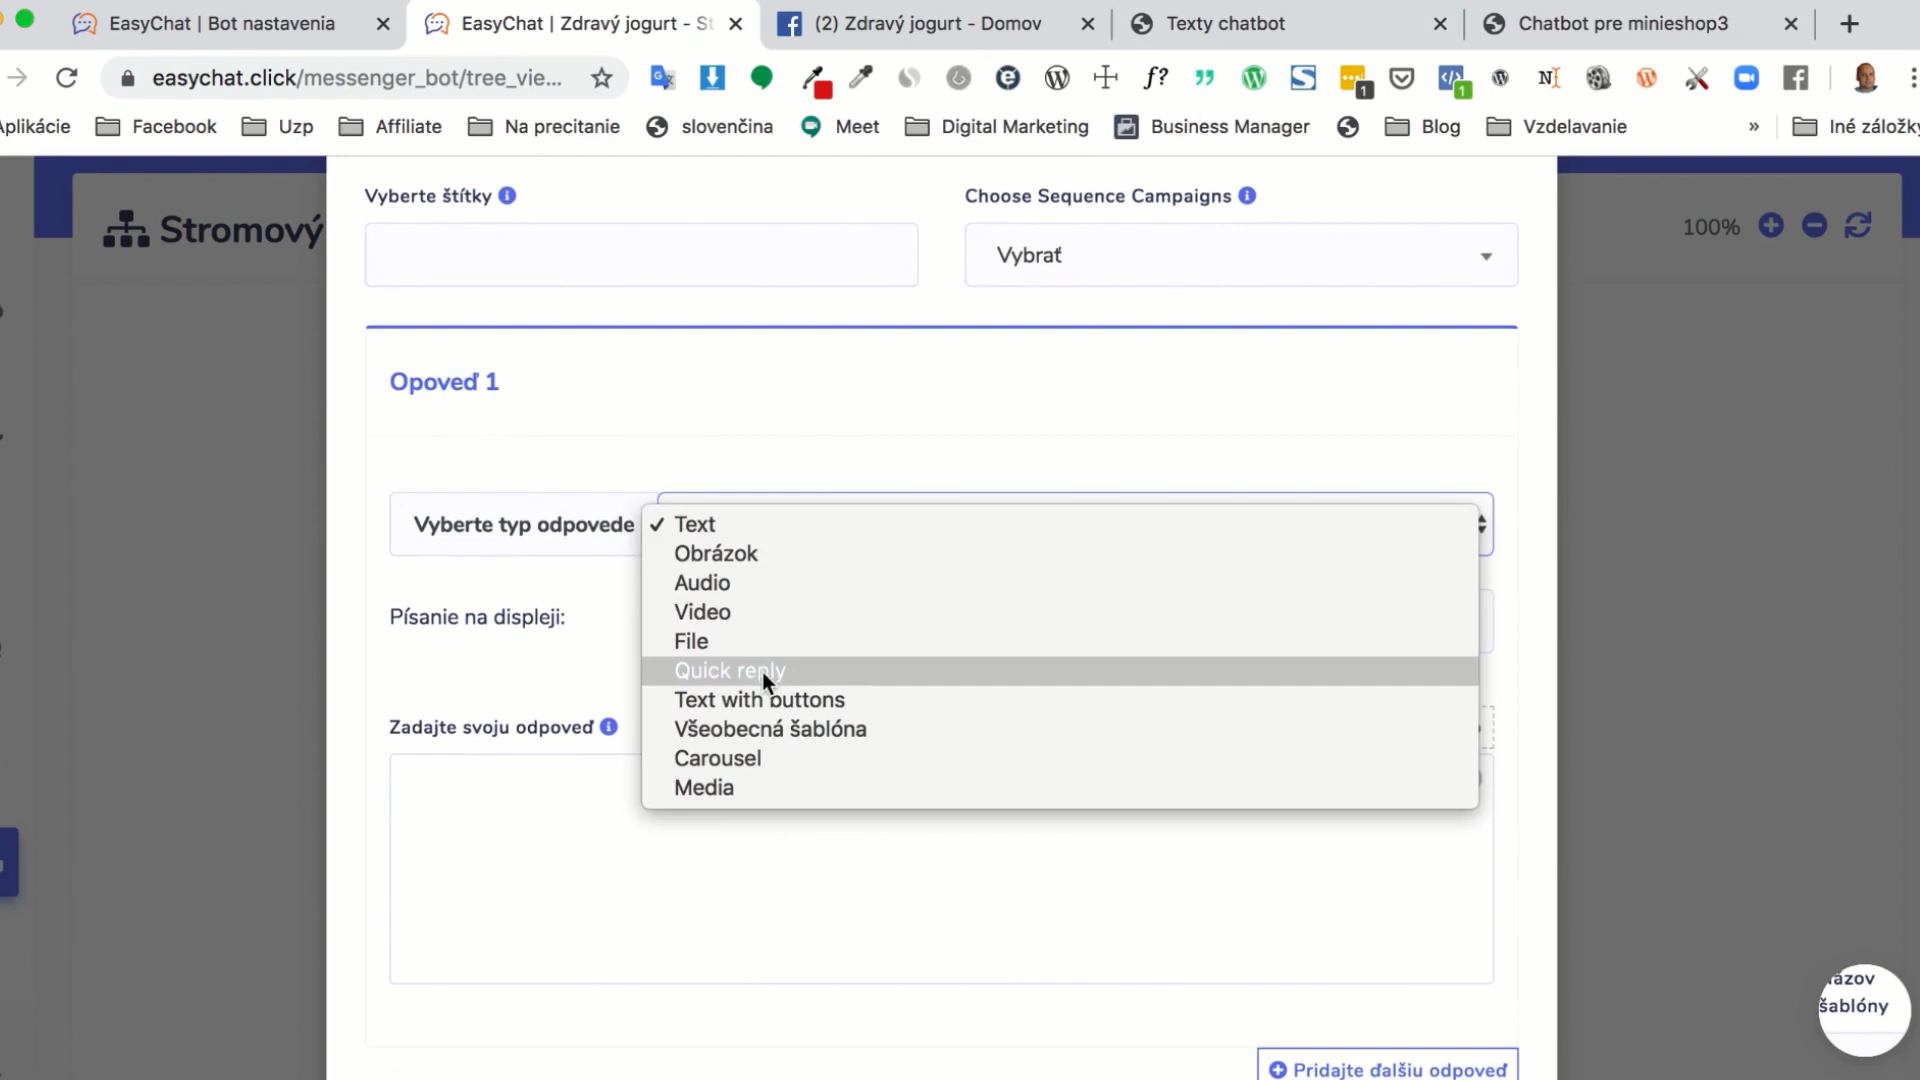 EasyChat | Bot nastavenia
EasyChat | Zdravý jogurt - St
(2) Zdravý jogurt - Domov
Texty chatbot
Chatbot pre minieshop3
easychat.click/messenger_bot/tree_vie...
plikácie
Facebook
Uzp
Affiliate
Na precitanie
slovenčina
Meet
Digital Marketing
Business Manager
Blog
Vzdelavanie
»
Iné záložky
Stromový
100%
Vyberte štítky
Choose Sequence Campaigns
Vybrať
Opoveď 1
Vyberte typ odpovede
✓ Text
Obrázok
Audio
Video
File
Quick reply
Text with buttons
Všeobecná šablóna
Carousel
Media
Písanie na displeji:
Zadajte svoju odpoveď
ázov
šablóny
Pridajte ďalšiu odpoveď